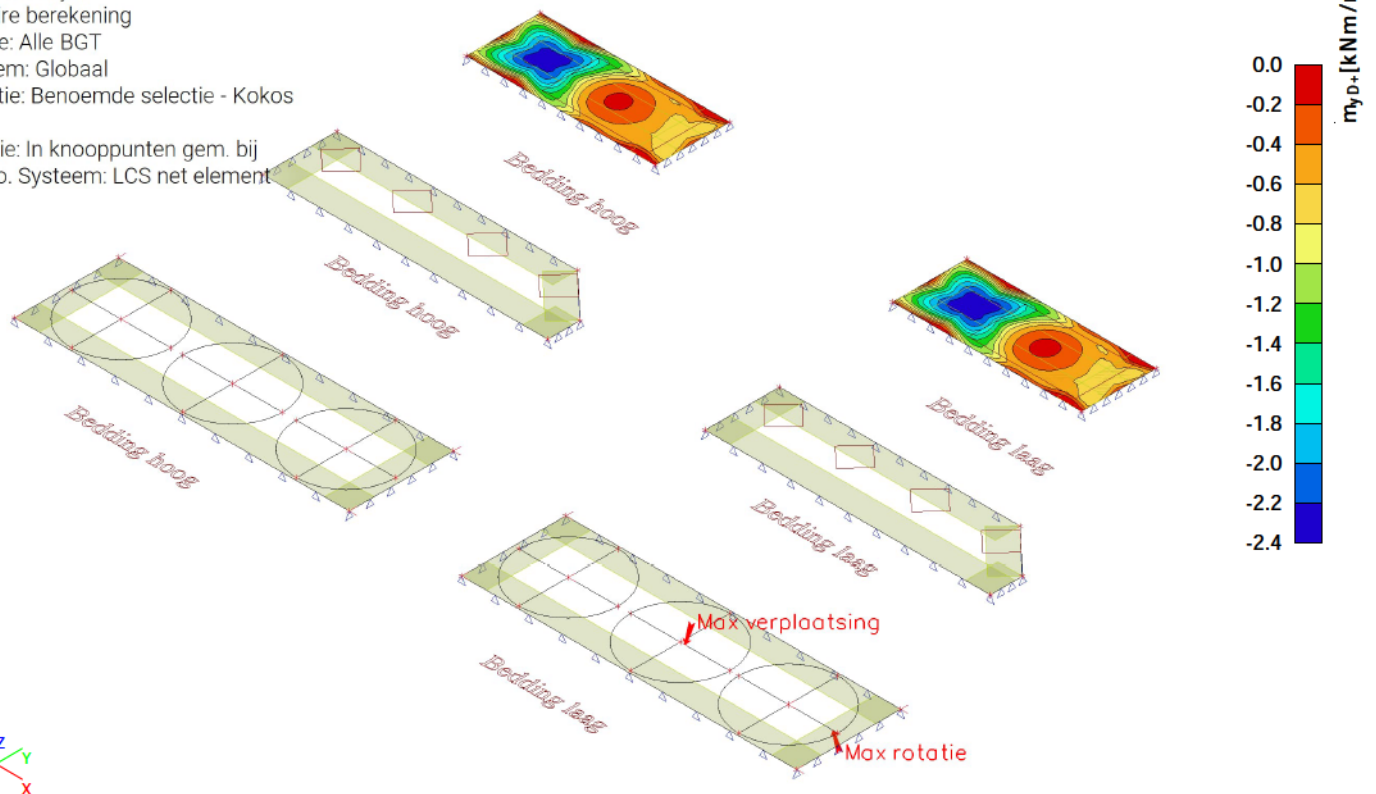 re berekening
e: Alle BGT
em: Globaal
tie: Benoemde selectie - Kokos
ie: In knooppunten gem. bij
o. Systeem: LCS net element
Bedding hoog
Bedding hoog
Bedding hoog
Bedding laag
Bedding laag
Bedding laag
Max verplaatsing
Max rotatie
myD+[kNm/
0.0
-0.2
-0.4
-0.6
-0.8
-1.0
-1.2
-1.4
-1.6
-1.8
-2.0
-2.2
-2.4
Z
Y
X